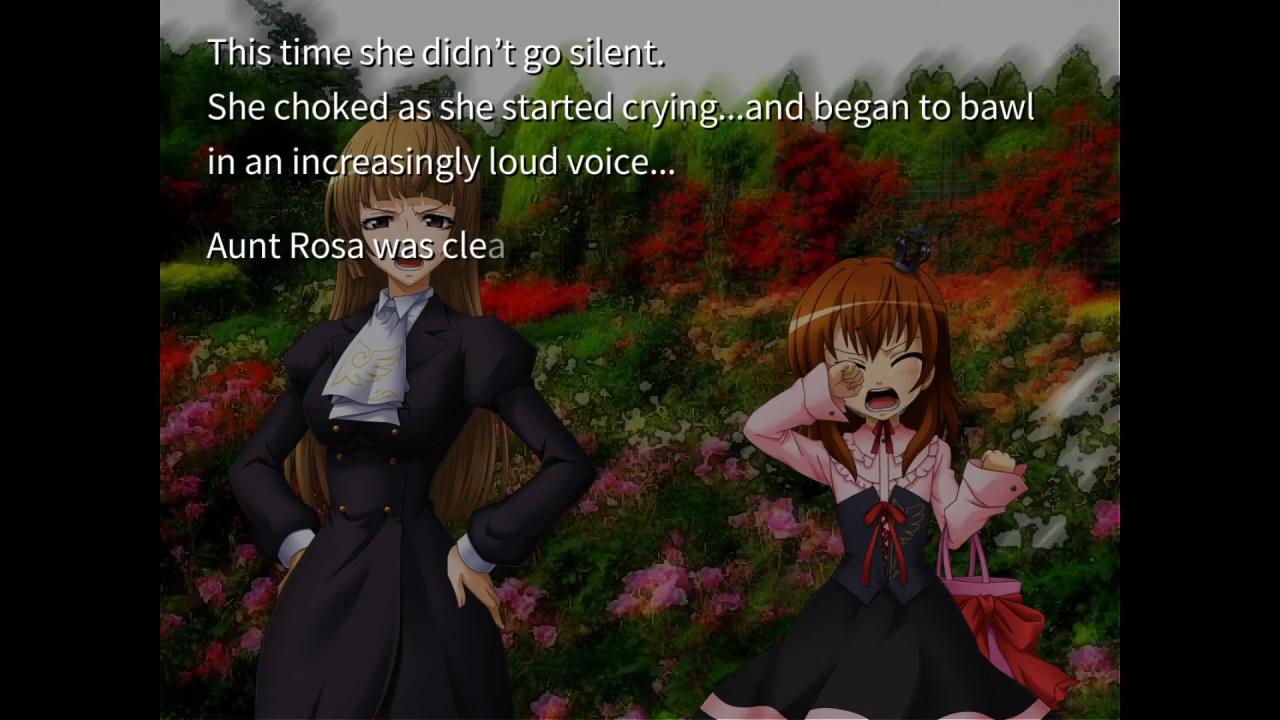 This time she didn’t go silent.
She choked as she started crying...and began to bawl
in an increasingly loud voice...
Aunt Rosa was clea